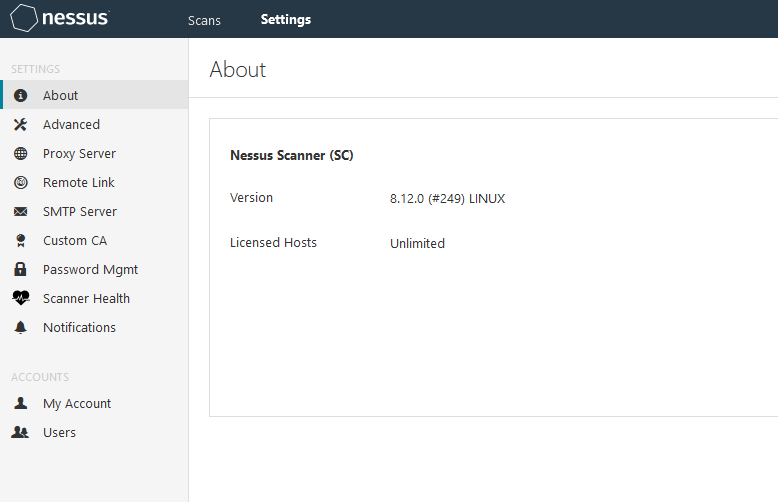 nessus
Scans
Settings
SETTINGS
About
Advanced
Proxy Server
Remote Link
SMTP Server
Custom CA
Password Mgmt
Scanner Health
Notifications
ACCOUNTS
My Account
Users
About
Nessus Scanner (SC)
Version 8.12.0 (#249) LINUX
Licensed Hosts Unlimited